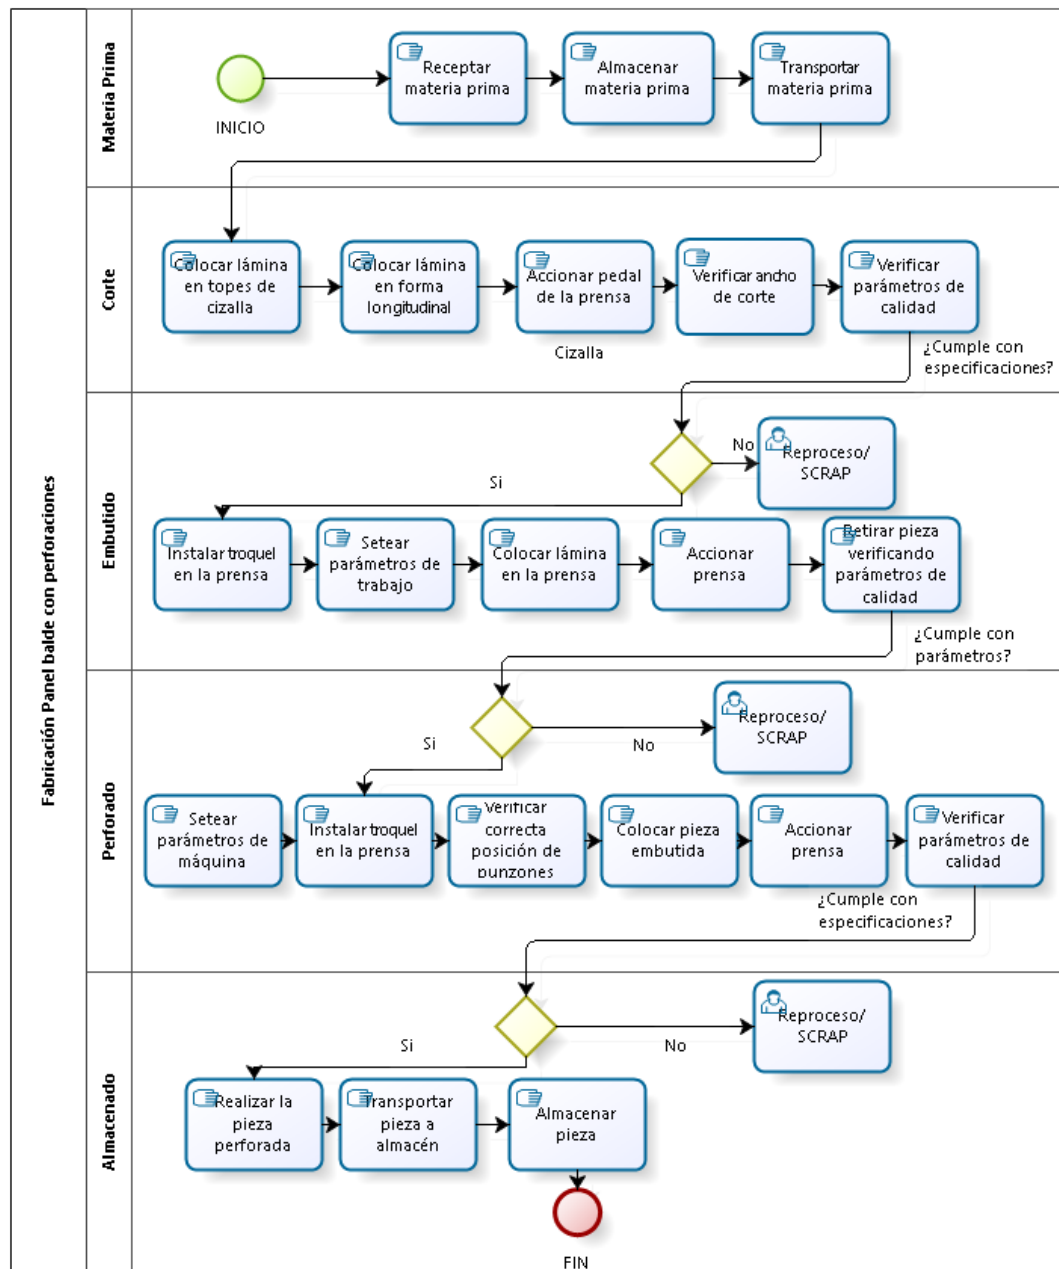 Fabricación Panel balde con perforaciones
Materia Prima
INICIO
Receptar
materia prima
Almacenar
materia prima
Transportar
materia prima
Corte
Colocar lámina
en topes de
cizalla
Colocar lámina
en forma
longitudinal
Accionar pedal
de la prensa
Cizalla
Verificar ancho
de corte
Verificar
parámetros de
calidad
¿Cumple con
especificaciones?
Embutido
No
Reproceso/
SCRAP
Si
Instalar troquel
en la prensa
Setear
parámetros de
trabajo
Colocar lámina
en la prensa
Accionar
prensa
Retirar pieza
verificando
parámetros de
calidad
¿Cumple con
parámetros?
Perforado
Si
No
Reproceso/
SCRAP
Setear
parámetros de
máquina
Instalar troquel
en la prensa
Verificar
correcta
posición de
punzones
Colocar pieza
embutida
Accionar
prensa
Verificar
parámetros de
calidad
¿Cumple con
especificaciones?
Almacenado
Si
No
Reproceso/
SCRAP
Realizar la
pieza
perforada
Transportar
pieza a
almacén
Almacenar
pieza
FIN